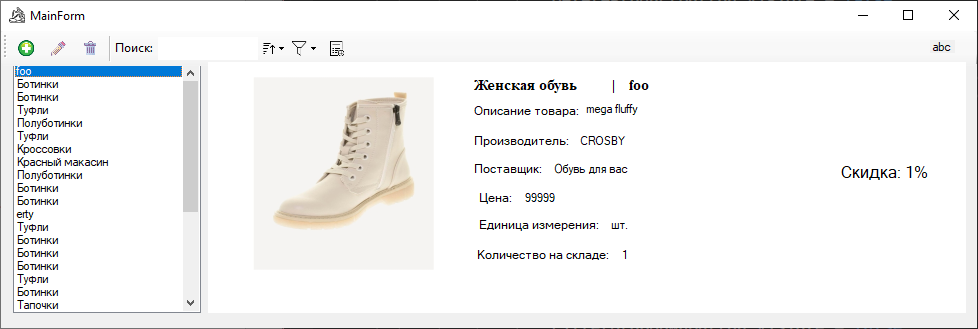 MainForm
Поиск:
abc
foo
Ботинки
Ботинки
Туфли
Полуботинки
Туфли
Кроссовки
Красный макасин
Полуботинки
Ботинки
Ботинки
erty
Туфли
Ботинки
Ботинки
Ботинки
Туфли
Ботинки
Тапочки
Женская обувь | foo
Описание товара: mega fluffy
Производитель: CROSBY
Поставщик: Обувь для вас
Цена: 99999
Единица измерения: шт.
Количество на складе: 1
Скидка: 1%